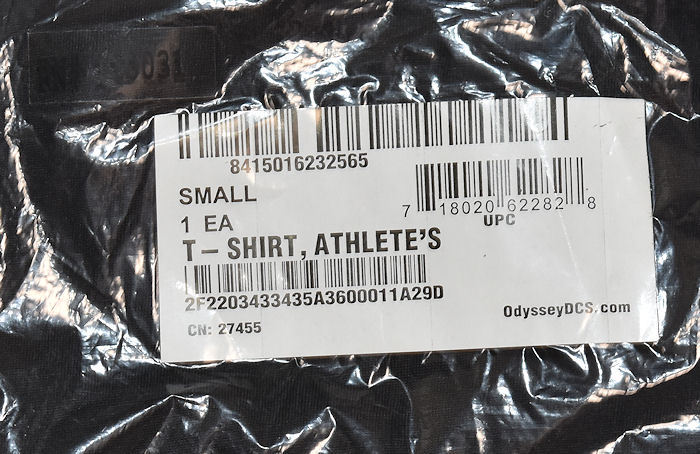 8415016232565
SMALL
7 18020 62282 8
UPC
1 EA
T – SHIRT, ATHLETE'S
2F2203433435A3600011A29D
OdysseyDCS.com
CN: 27455